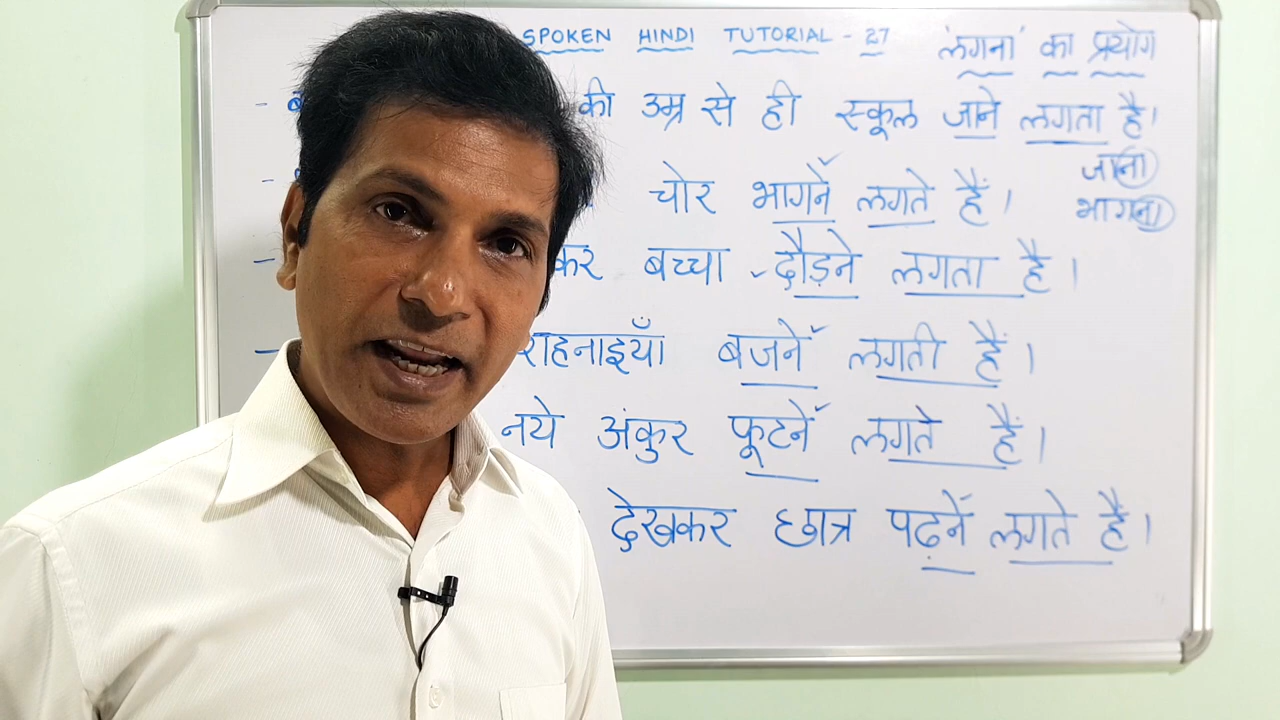 SPOKEN HINDI TUTORIAL - 27 'लगना' का प्रयोग
- की उम्र से ही स्कूल जाने लगता है।
- चोर भागनें लगते हैं। जाना
भागना
- कर बच्चा दौड़ने लगता है।
- शहनाइयाँ बजनें लगती हैं।
नये अंकुर फूटनें लगते हैं।
देखकर छात्र पढ़नें लगते हैं।